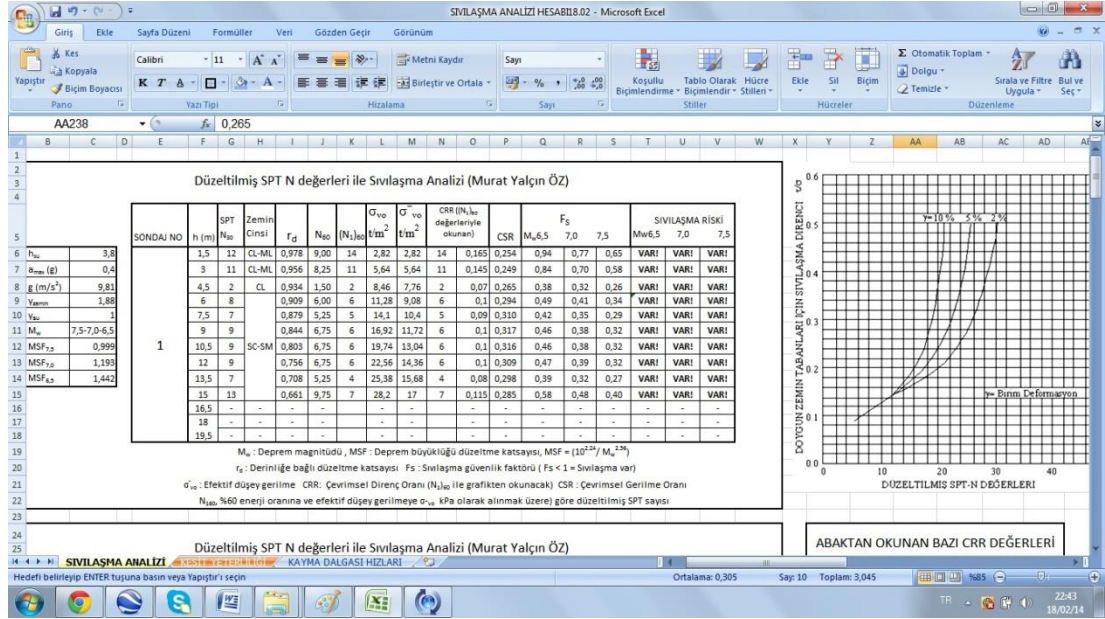 SIVILAŞMA ANALİZİ HESABI18.02 - Microsoft Excel
Giriş Ekle Sayfa Düzeni Formüller Veri Gözden Geçir Görünüm
Yapıştır
Kes
Kopyala
Biçim Boyacısı
Pano
Calibri 11
K T A
Yazı Tipi
Metni Kaydır
Birleştir ve Ortala
Hizalama
Sayı
% 
Sayı
Koşullu Biçimlendirme
Tablo Olarak Biçimlendir
Hücre Stilleri
Stiller
Ekle Sil Biçim
Hücreler
Σ Otomatik Toplam
Dolgu
Temizle
Sırala ve Filtre Uygula
Bul ve Seç
Düzenleme
AA238 fx 0,265
B C D E F G H I J K L M N O P Q R S T U V W X Y Z AA AB AC AD
Düzeltilmiş SPT N değerleri ile Sıvılaşma Analizi (Murat Yalçın ÖZ)
SONDAJ NO h (m) SPT N30 Zemin Cinsi rd N60 (N1)60 σvo t/m2 σ-vo t/m2 CRR ((N1)60 değerleriyle okunan) CSR FS Mw6,5 7,0 7,5 SIVILAŞMA RİSKİ Mw6,5 7,0 7,5
hsu 3,8
amax (g) 0,4
g (m/s2) 9,81
γzemin 1,88
γsu 1
Mw 7,5-7,0-6,5
MSF7,5 0,999
MSF7,0 1,193
MSF6,5 1,442
1
1,5 12 CL-ML 0,978 9,00 14 2,82 2,82 14 0,165 0,254 0,94 0,77 0,65 VAR! VAR! VAR!
3 11 CL-ML 0,956 8,25 11 5,64 5,64 11 0,145 0,249 0,84 0,70 0,58 VAR! VAR! VAR!
4,5 2 CL 0,934 1,50 2 8,46 7,76 2 0,07 0,265 0,38 0,32 0,26 VAR! VAR! VAR!
6 8 0,909 6,00 6 11,28 9,08 6 0,1 0,294 0,49 0,41 0,34 VAR! VAR! VAR!
7,5 7 0,879 5,25 5 14,1 10,4 5 0,09 0,310 0,42 0,35 0,29 VAR! VAR! VAR!
9 9 0,844 6,75 6 16,92 11,72 6 0,1 0,317 0,46 0,38 0,32 VAR! VAR! VAR!
10,5 9 SC-SM 0,803 6,75 6 19,74 13,04 6 0,1 0,316 0,46 0,38 0,32 VAR! VAR! VAR!
12 9 0,756 6,75 6 22,56 14,36 6 0,1 0,309 0,47 0,39 0,32 VAR! VAR! VAR!
13,5 7 0,708 5,25 4 25,38 15,68 4 0,08 0,298 0,39 0,32 0,27 VAR! VAR! VAR!
15 13 0,661 9,75 7 28,2 17 7 0,115 0,285 0,58 0,48 0,40 VAR! VAR! VAR!
16,5 - - - - - - - - - - - - - - - -
18 - - - - - - - - - - - - - - - -
19,5 - - - - - - - - - - - - - - - -
Mw : Deprem magnitüdü , MSF : Deprem büyüklüğü düzeltme katsayısı, MSF = (10^2.24/ Mw^2.56)
rd : Derinliğe bağlı düzeltme katsayısı Fs : Sıvılaşma güvenlik faktörü ( Fs < 1 = Sıvılaşma var)
σ-vo : Efektif düşey gerilme CRR: Çevrimsel Direnç Oranı (N1)60 ile grafikten okunacak) CSR : Çevrimsel Gerilme Oranı
N160, %60 enerji oranına ve efektif düşey gerilmeye σ-vo kPa olarak alınmak üzere) göre düzeltilmiş SPT sayısı
DOYGUN ZEMIN TABANLARI İÇIN SIVILAŞMA DIRENCI τ/σ
0.6
0.5
0.4
0.3
0.2
0.1
0.0
γ=10 % 5 % 2 %
γ= Birim Deformasyon
0 10 20 30 40
DÜZELTILMIŞ SPT-N DEĞERLERI
Düzeltilmiş SPT N değerleri ile Sıvılaşma Analizi (Murat Yalçın ÖZ)
ABAKTAN OKUNAN BAZI CRR DEĞERLERİ
SIVILAŞMA ANALİZİ KESİT YETERLİLİĞİ KAYMA DALGASI HIZLARI
Hedefi belirleyip ENTER tuşuna basın veya Yapıştır'ı seçin Ortalama: 0,305 Say: 10 Toplam: 3,045 %85
TR 22:43
18/02/14